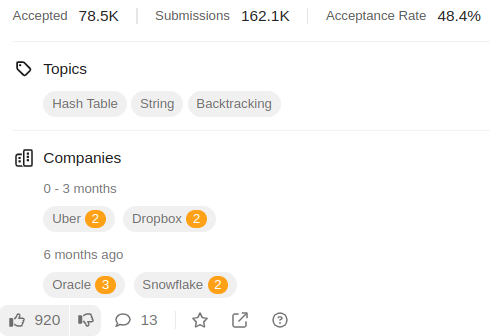 Accepted 78.5K Submissions 162.1K Acceptance Rate 48.4%
Topics
Hash Table String Backtracking
Companies
0 - 3 months
Uber 2 Dropbox 2
6 months ago
Oracle 3 Snowflake 2
920 13